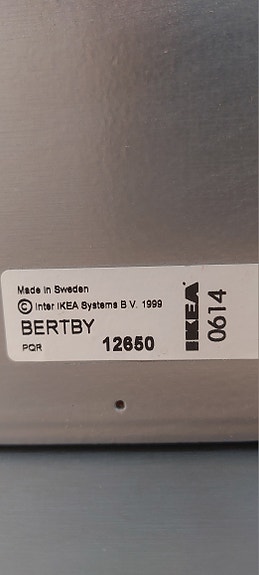 Made in Sweden
© Inter IKEA Systems B V. 1999
BERTBY
PQR 12650
IKEA
0614